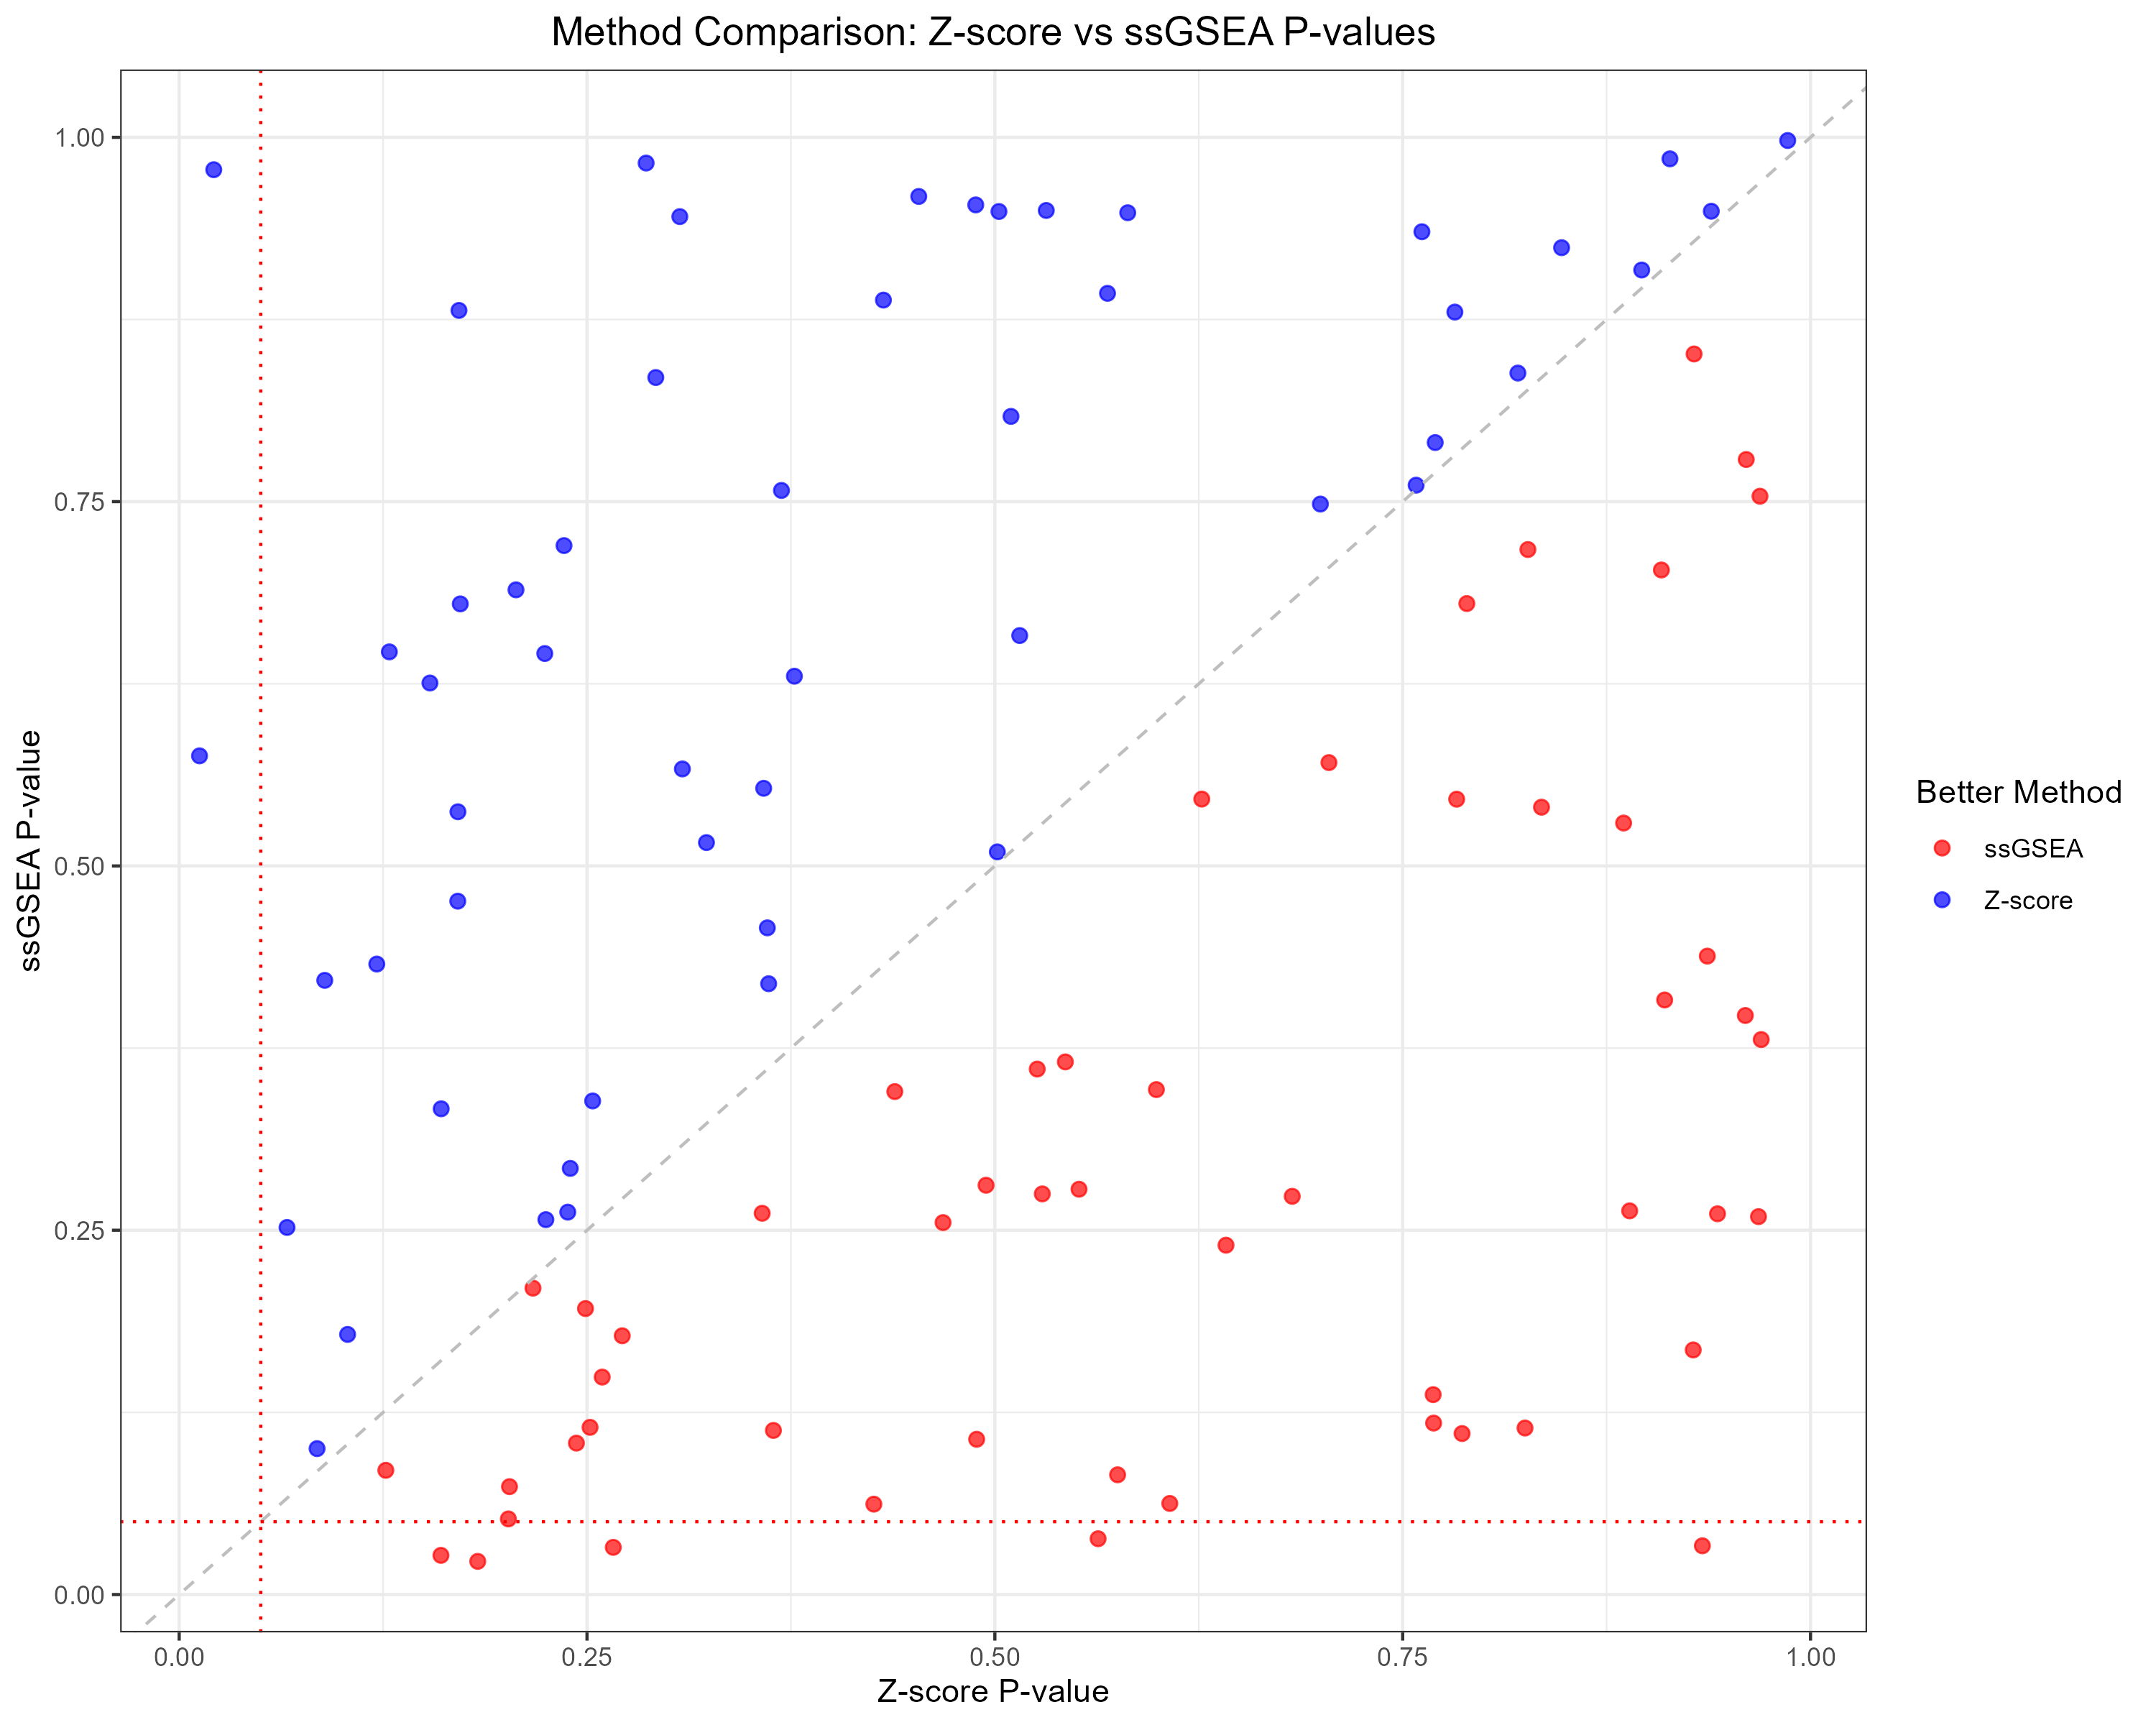 Method Comparison: Z-score vs ssGSEA P-values
1.00
0.75
0.50
0.25
0.00
ssGSEA P-value
0.00
0.25
0.50
0.75
1.00
Z-score P-value
Better Method
ssGSEA
Z-score